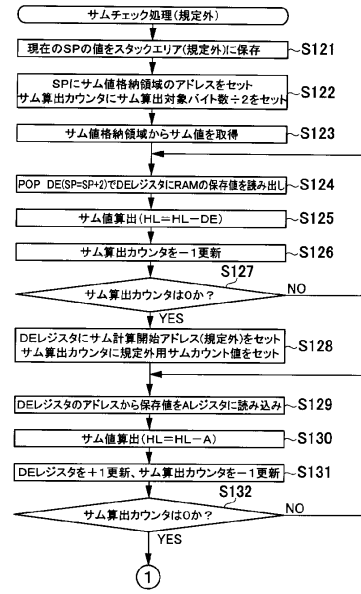 サムチェック処理(規定外)
現在のSPの値をスタックエリア(規定外)に保存
S121
SPにサム値格納領域のアドレスをセット
サム算出カウンタにサム算出対象バイト数÷2をセット
S122
サム値格納領域からサム値を取得
S123
POP DE(SP=SP+2)でDEレジスタにRAMの保存値を読み出し
S124
サム値算出(HL=HL-DE)
S125
サム算出カウンタを-1更新
S126
S127
サム算出カウンタは0か?
NO
YES
DEレジスタにサム計算開始アドレス(規定外)をセット
サム算出カウンタに規定外用サムカウント値をセット
S128
DEレジスタのアドレスから保存値をAレジスタに読み込み
S129
サム値算出(HL=HL-A)
S130
DEレジスタを+1更新、サム算出カウンタを-1更新
S131
S132
サム算出カウンタは0か?
NO
YES
1